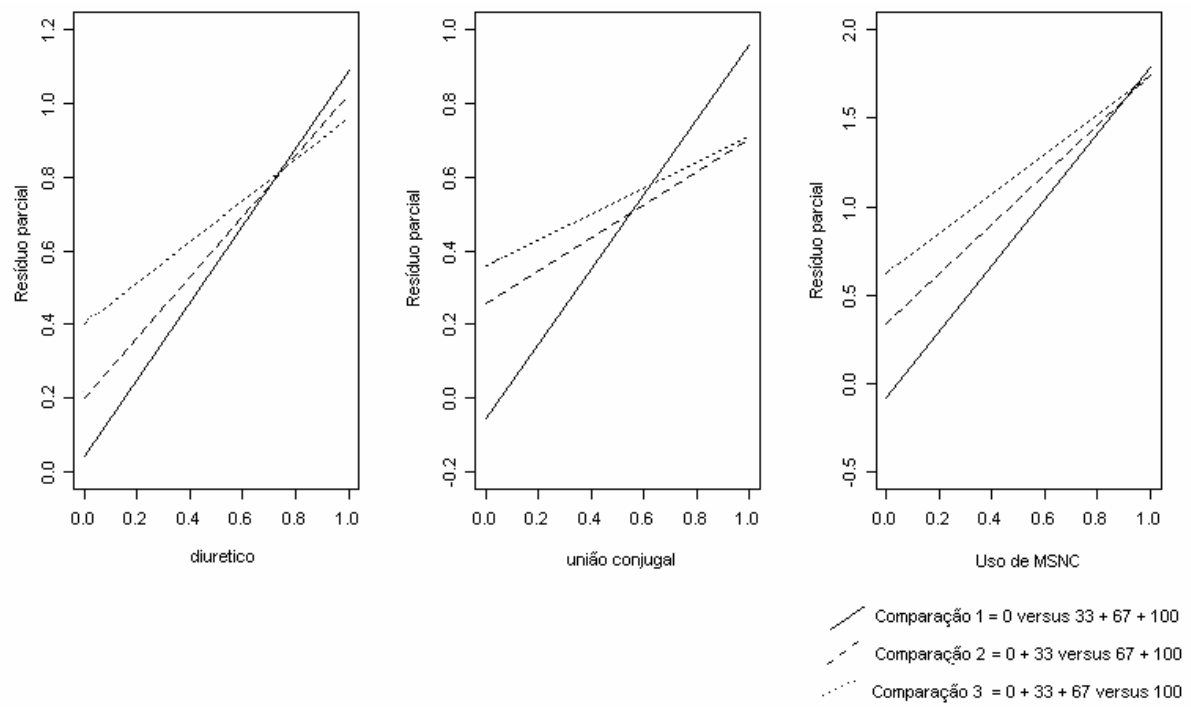 Resíduo parcial
0.0 0.2 0.4 0.6 0.8 1.0 1.2
0.0 0.2 0.4 0.6 0.8 1.0
diuretico
Resíduo parcial
-0.2 0.0 0.2 0.4 0.6 0.8 1.0
0.0 0.2 0.4 0.6 0.8 1.0
união conjugal
Resíduo parcial
-0.5 0.0 0.5 1.0 1.5 2.0
0.0 0.2 0.4 0.6 0.8 1.0
Uso de MSNC
Comparação 1 = 0 versus 33 + 67 + 100
Comparação 2 = 0 + 33 versus 67 + 100
Comparação 3 = 0 + 33 + 67 versus 100